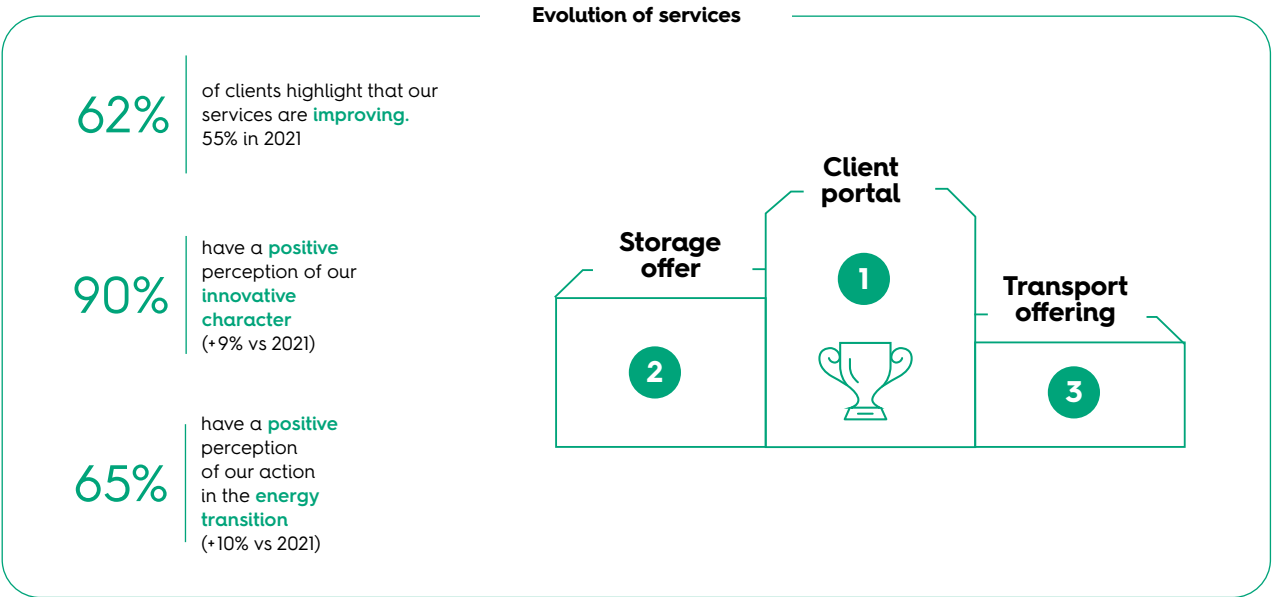 Evolution of services
62%
of clients highlight that our
services are improving.
55% in 2021
90%
have a positive
perception of our
innovative
character
(+9% vs 2021)
65%
have a positive
perception
of our action
in the energy
transition
(+10% vs 2021)
Storage
offer
2
Client
portal
1
Transport
offering
3